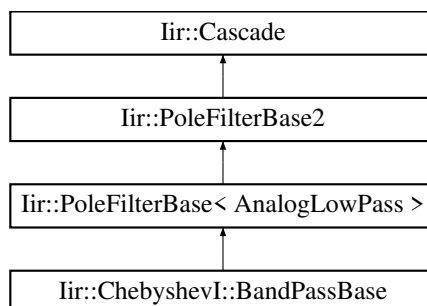 Iir::Cascade
Iir::PoleFilterBase2
Iir::PoleFilterBase< AnalogLowPass >
Iir::ChebyshevI::BandPassBase